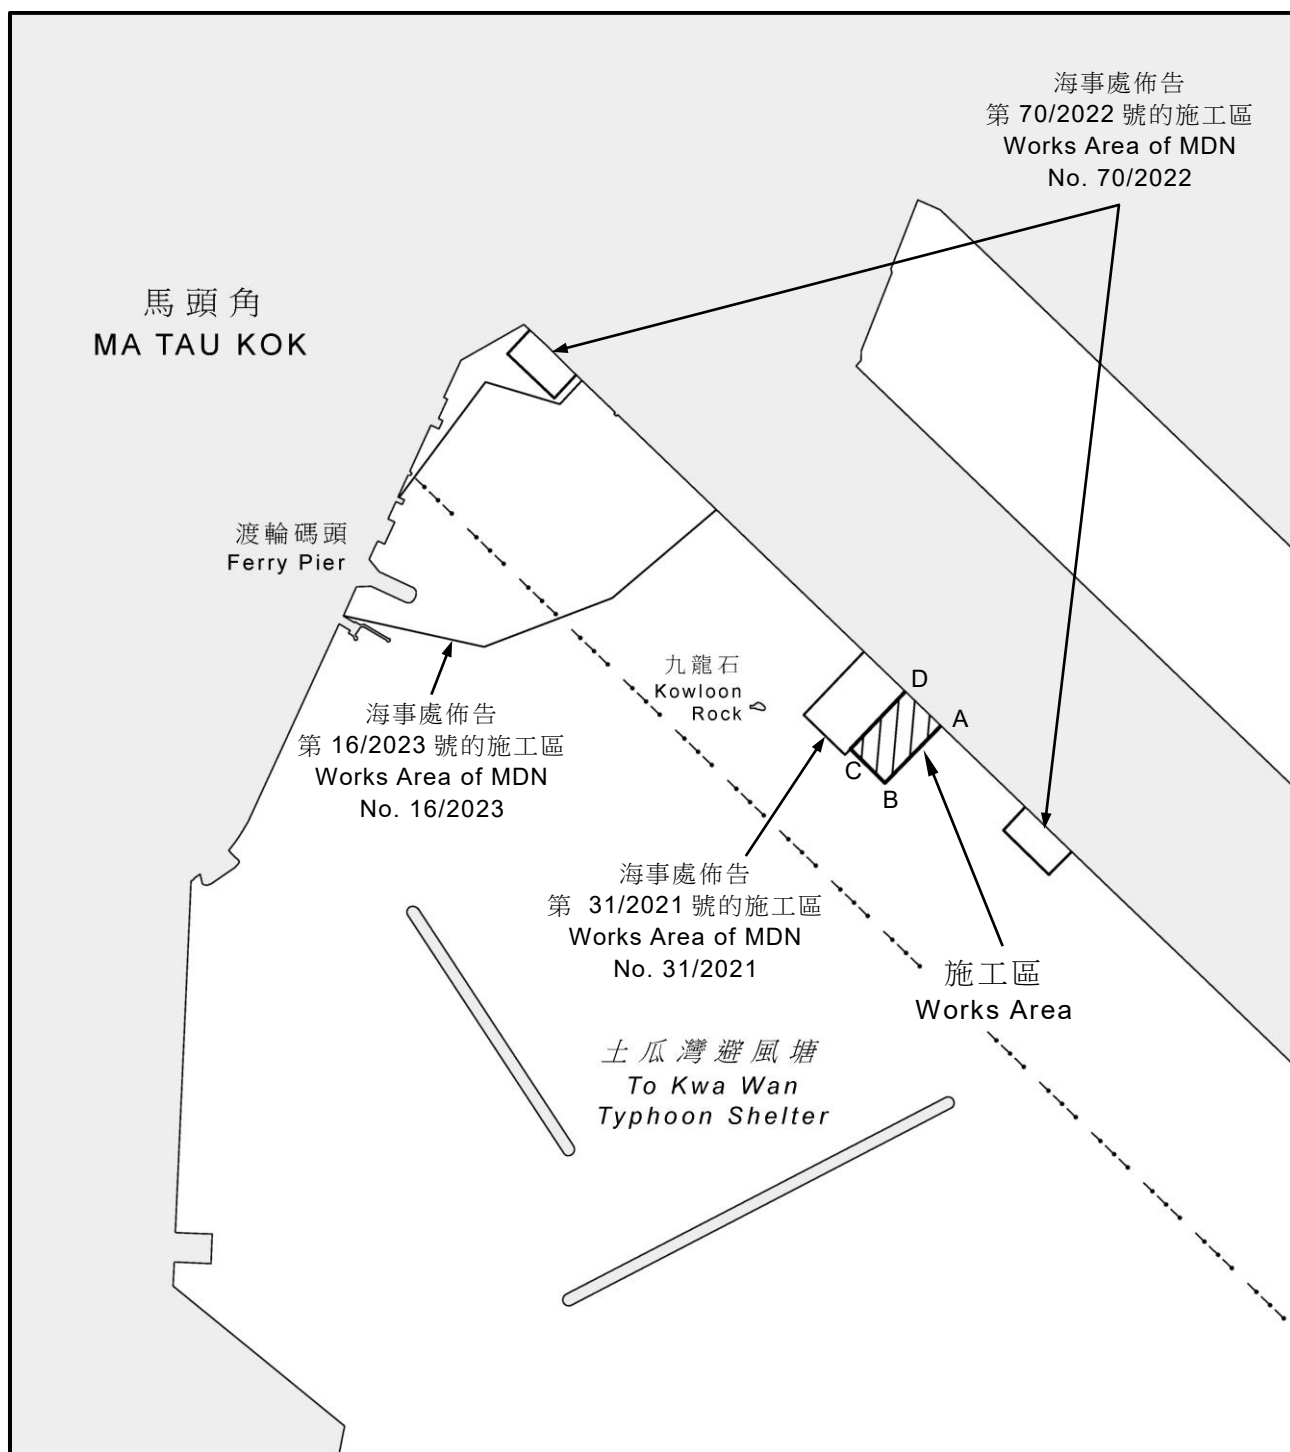 海事處佈告
第 70/2022 號的施工區
Works Area of MDN
No. 70/2022
馬頭角
MA TAU KOK
渡輪碼頭
Ferry Pier
九龍石
Kowloon
Rock
D
A
C
B
海事處佈告
第 16/2023 號的施工區
Works Area of MDN
No. 16/2023
海事處佈告
第 31/2021 號的施工區
Works Area of MDN
No. 31/2021
施工區
Works Area
土瓜灣避風塘
To Kwa Wan
Typhoon Shelter